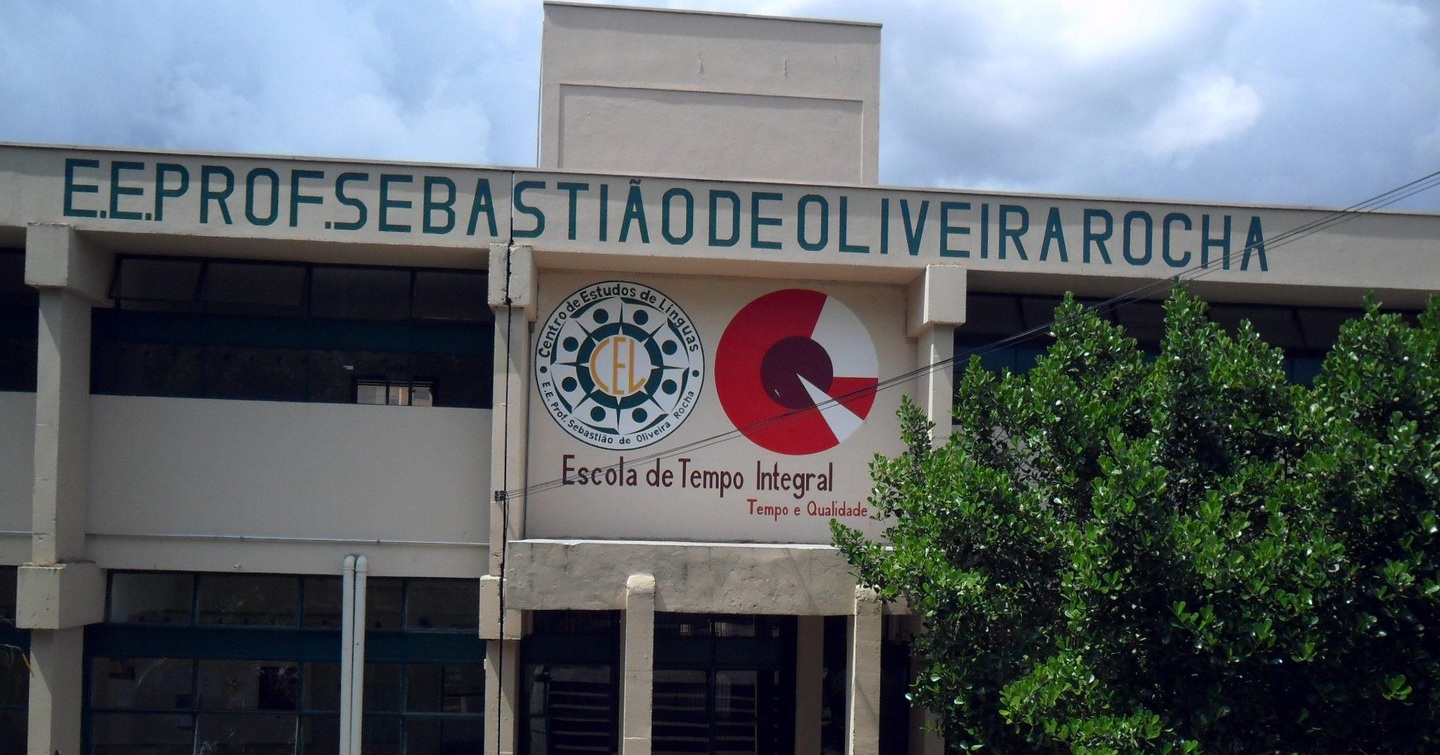 E.E.PROF.SEBASTIÃO DE OLIVEIRA ROCHA
Centro de Estudos de Línguas
CEL
E.E. Prof. Sebastião de Oliveira Rocha
Escola de Tempo Integral
Tempo e Qualidade